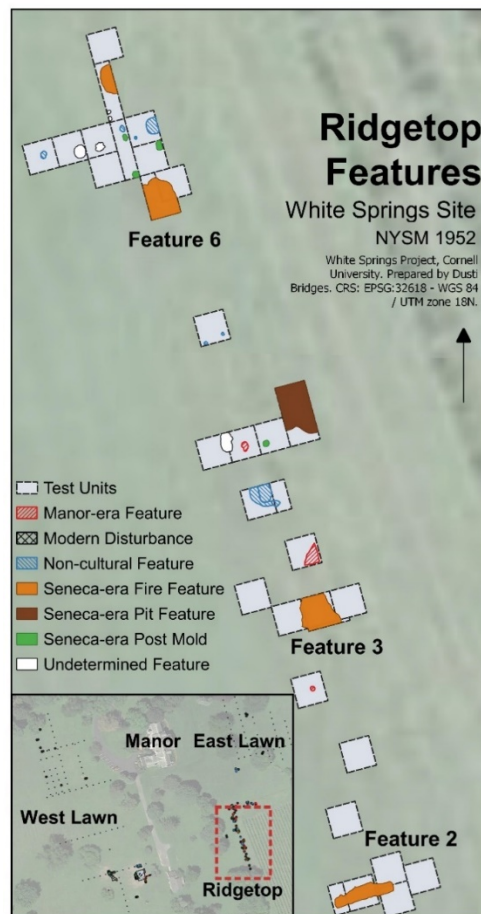 Ridgetop
Features
White Springs Site
NYSM 1952
White Springs Project, Cornell
University. Prepared by Dusti
Bridges. CRS: EPSG:32618 - WGS 84
/ UTM zone 18N.
Feature 6
Test Units
Manor-era Feature
Modern Disturbance
Non-cultural Feature
Seneca-era Fire Feature
Seneca-era Pit Feature
Seneca-era Post Mold
Undetermined Feature
Feature 3
Feature 2
Manor
East Lawn
West Lawn
Ridgetop